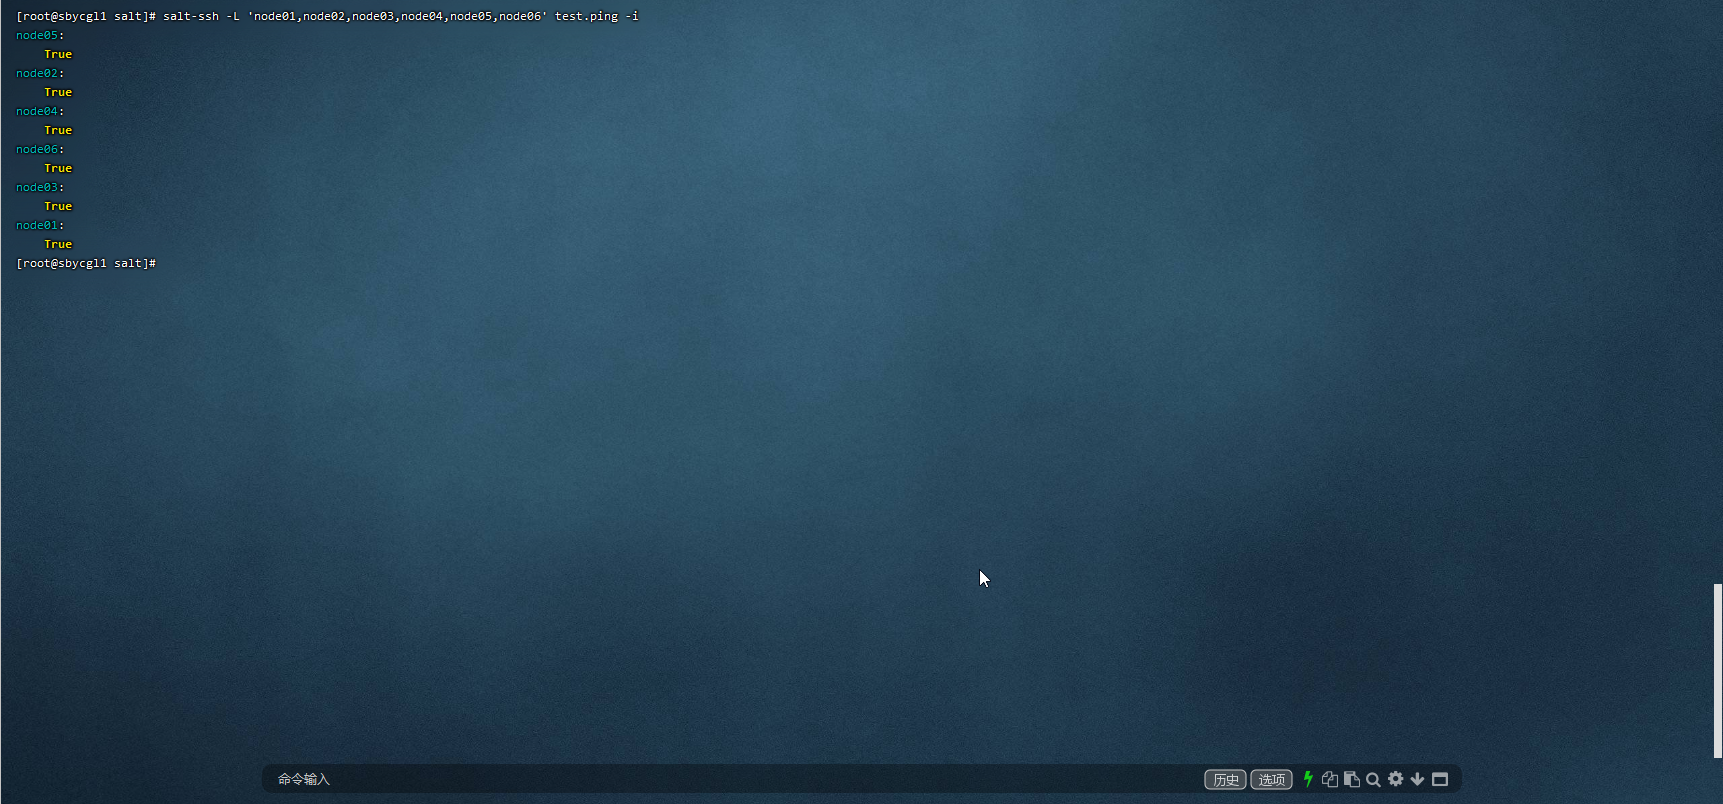 [root@sbycgl1 salt]# salt-ssh -L 'node01,node02,node03,node04,node05,node06' test.ping -i
node05:
    True
node02:
    True
node04:
    True
node06:
    True
node03:
    True
node01:
    True
[root@sbycgl1 salt]#
命令输入 历史 选项